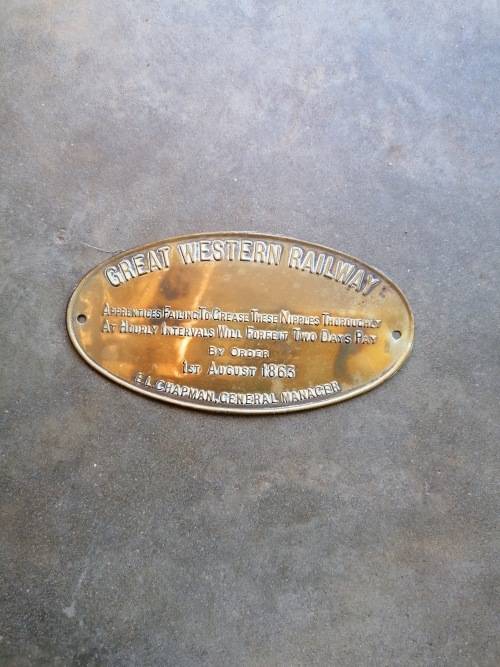 GREAT WESTERN RAILWAY
APPRENTICES FAILING TO GREASE THESE NIPPLES THOROUGHLY
AT HOURLY INTERVALS WILL FORFEIT TWO DAYS PAY
BY ORDER
1ST AUGUST 1865
E.L. CHAPMAN, GENERAL MANAGER